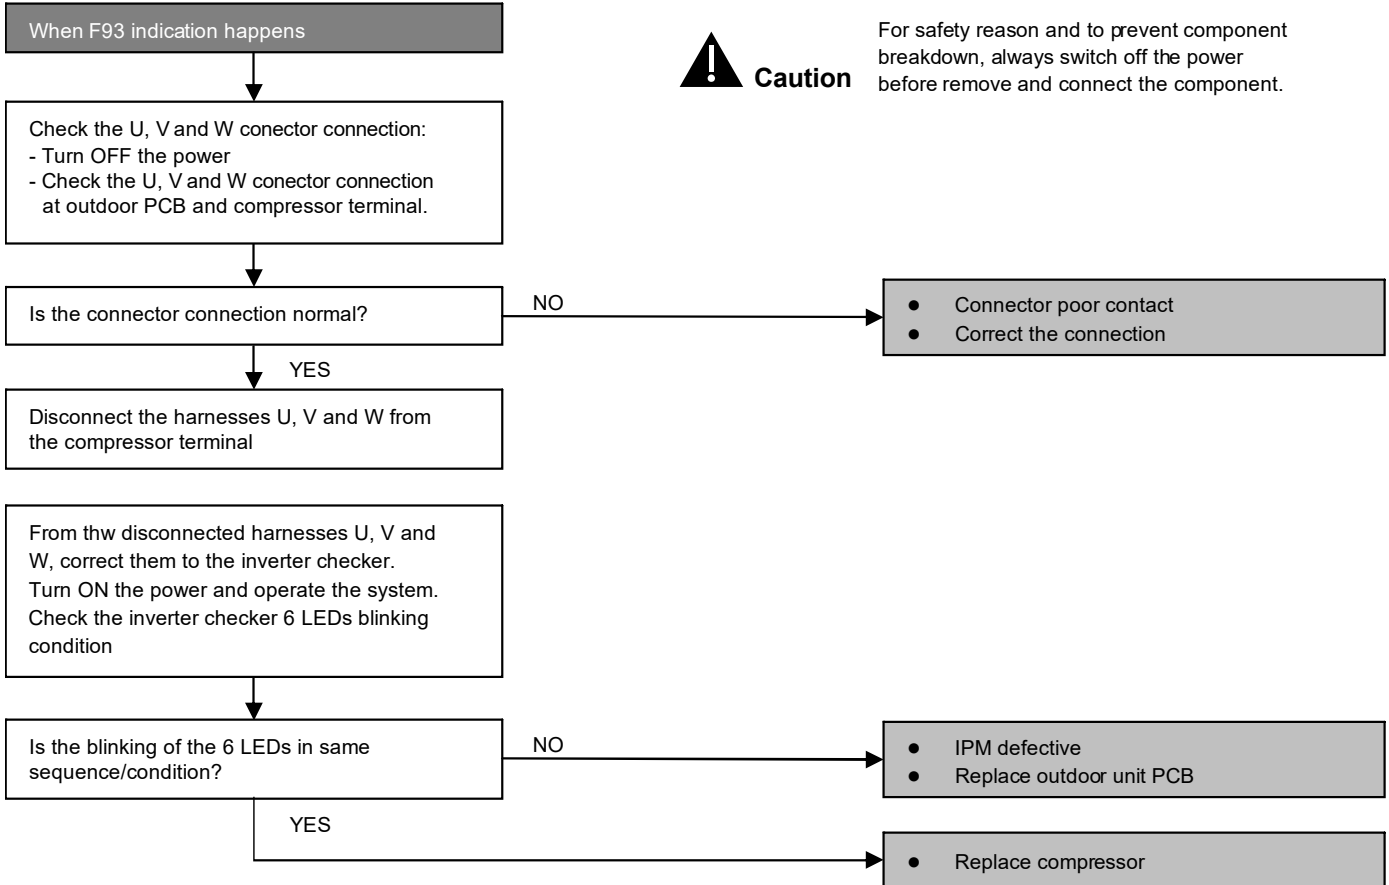 When F93 indication happens
Caution
For safety reason and to prevent component
breakdown, always switch off the power
before remove and connect the component.
Check the U, V and W conector connection:
- Turn OFF the power
- Check the U, V and W conector connection
at outdoor PCB and compressor terminal.
Is the connector connection normal?
NO
● Connector poor contact
● Correct the connection
YES
Disconnect the harnesses U, V and W from
the compressor terminal
From thw disconnected harnesses U, V and
W, correct them to the inverter checker.
Turn ON the power and operate the system.
Check the inverter checker 6 LEDs blinking
condition
Is the blinking of the 6 LEDs in same
sequence/condition?
NO
● IPM defective
● Replace outdoor unit PCB
YES
● Replace compressor